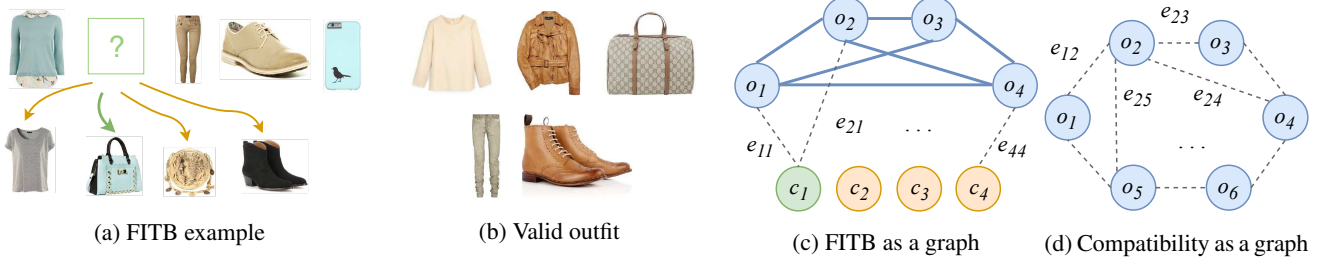 ?
(a) FITB example
(b) Valid outfit
o2 o3
o1 o4
e11 e21 . . . e44
c1 c2 c3 c4
(c) FITB as a graph
e23
e12 o2 o3
e25 e24
o1 o4
. . .
o5 o6
(d) Compatibility as a graph